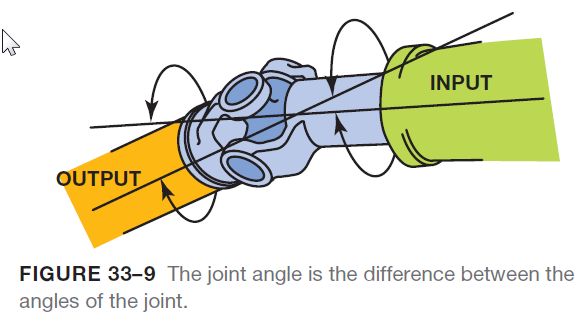 INPUT
OUTPUT
FIGURE 33–9 The joint angle is the difference between the
angles of the joint.